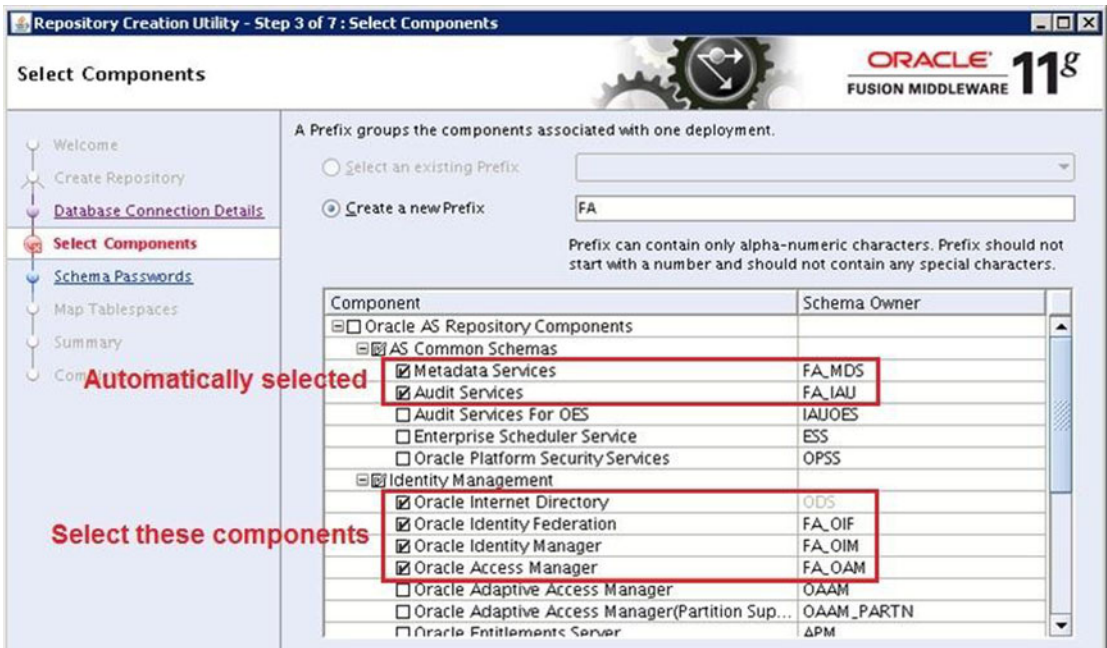 Repository Creation Utility - Step 3 of 7 : Select Components
Select Components
ORACLE 11g
FUSION MIDDLEWARE
Welcome
Create Repository
Database Connection Details
Select Components
Schema Passwords
Map Tablespaces
Summary
A Prefix groups the components associated with one deployment.
Select an existing Prefix
Create a new Prefix FA
Prefix can contain only alpha-numeric characters. Prefix should not
start with a number and should not contain any special characters.
Component Schema Owner
Oracle AS Repository Components
AS Common Schemas
Automatically selected
Metadata Services FA_MDS
Audit Services FA_IAU
Audit Services For OES IAUOES
Enterprise Scheduler Service ESS
Oracle Platform Security Services OPSS
Identity Management
Select these components
Oracle Internet Directory ODS
Oracle Identity Federation FA_OIF
Oracle Identity Manager FA_OIM
Oracle Access Manager FA_OAM
Oracle Adaptive Access Manager OAAM
Oracle Adaptive Access Manager(Partition Sup... OAAM_PARTN
Oracle Entitlements Server APM